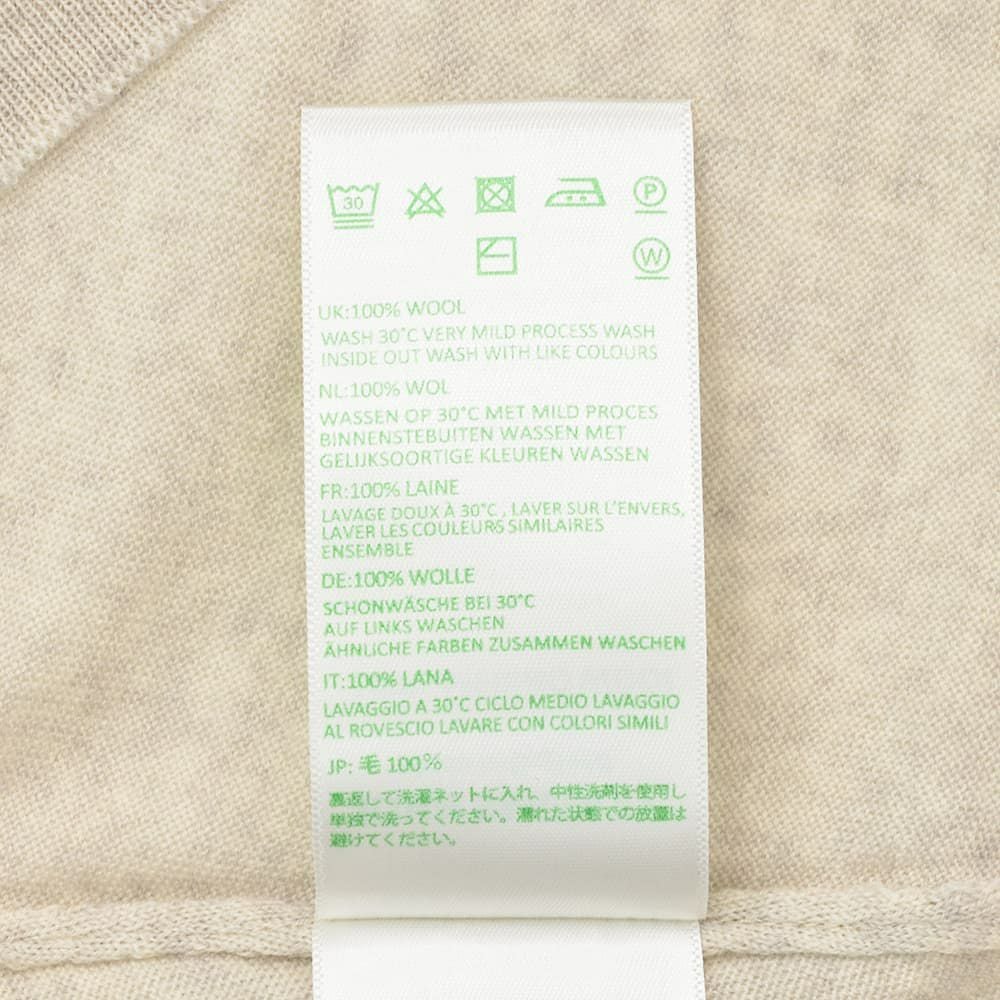 30
P
W
UK:100% WOOL
WASH 30°C VERY MILD PROCESS WASH
INSIDE OUT WASH WITH LIKE COLOURS
NL:100% WOL
WASSEN OP 30°C MET MILD PROCES
BINNENSTEBUITEN WASSEN MET
GELIJKSOORTIGE KLEUREN WASSEN
FR:100% LAINE
LAVAGE DOUX À 30°C , LAVER SUR L'ENVERS,
LAVER LES COULEURS SIMILAIRES
ENSEMBLE
DE:100% WOLLE
SCHONWÄSCHE BEI 30°C
AUF LINKS WASCHEN
ÄHNLICHE FARBEN ZUSAMMEN WASCHEN
IT:100% LANA
LAVAGGIO A 30°C CICLO MEDIO LAVAGGIO
AL ROVESCIO LAVARE CON COLORI SIMILI
JP: 毛 100%
裏返して洗濯ネットに入れ、中性洗剤を使用し
単独で洗ってください。濡れた状態での放置は
避けてください。